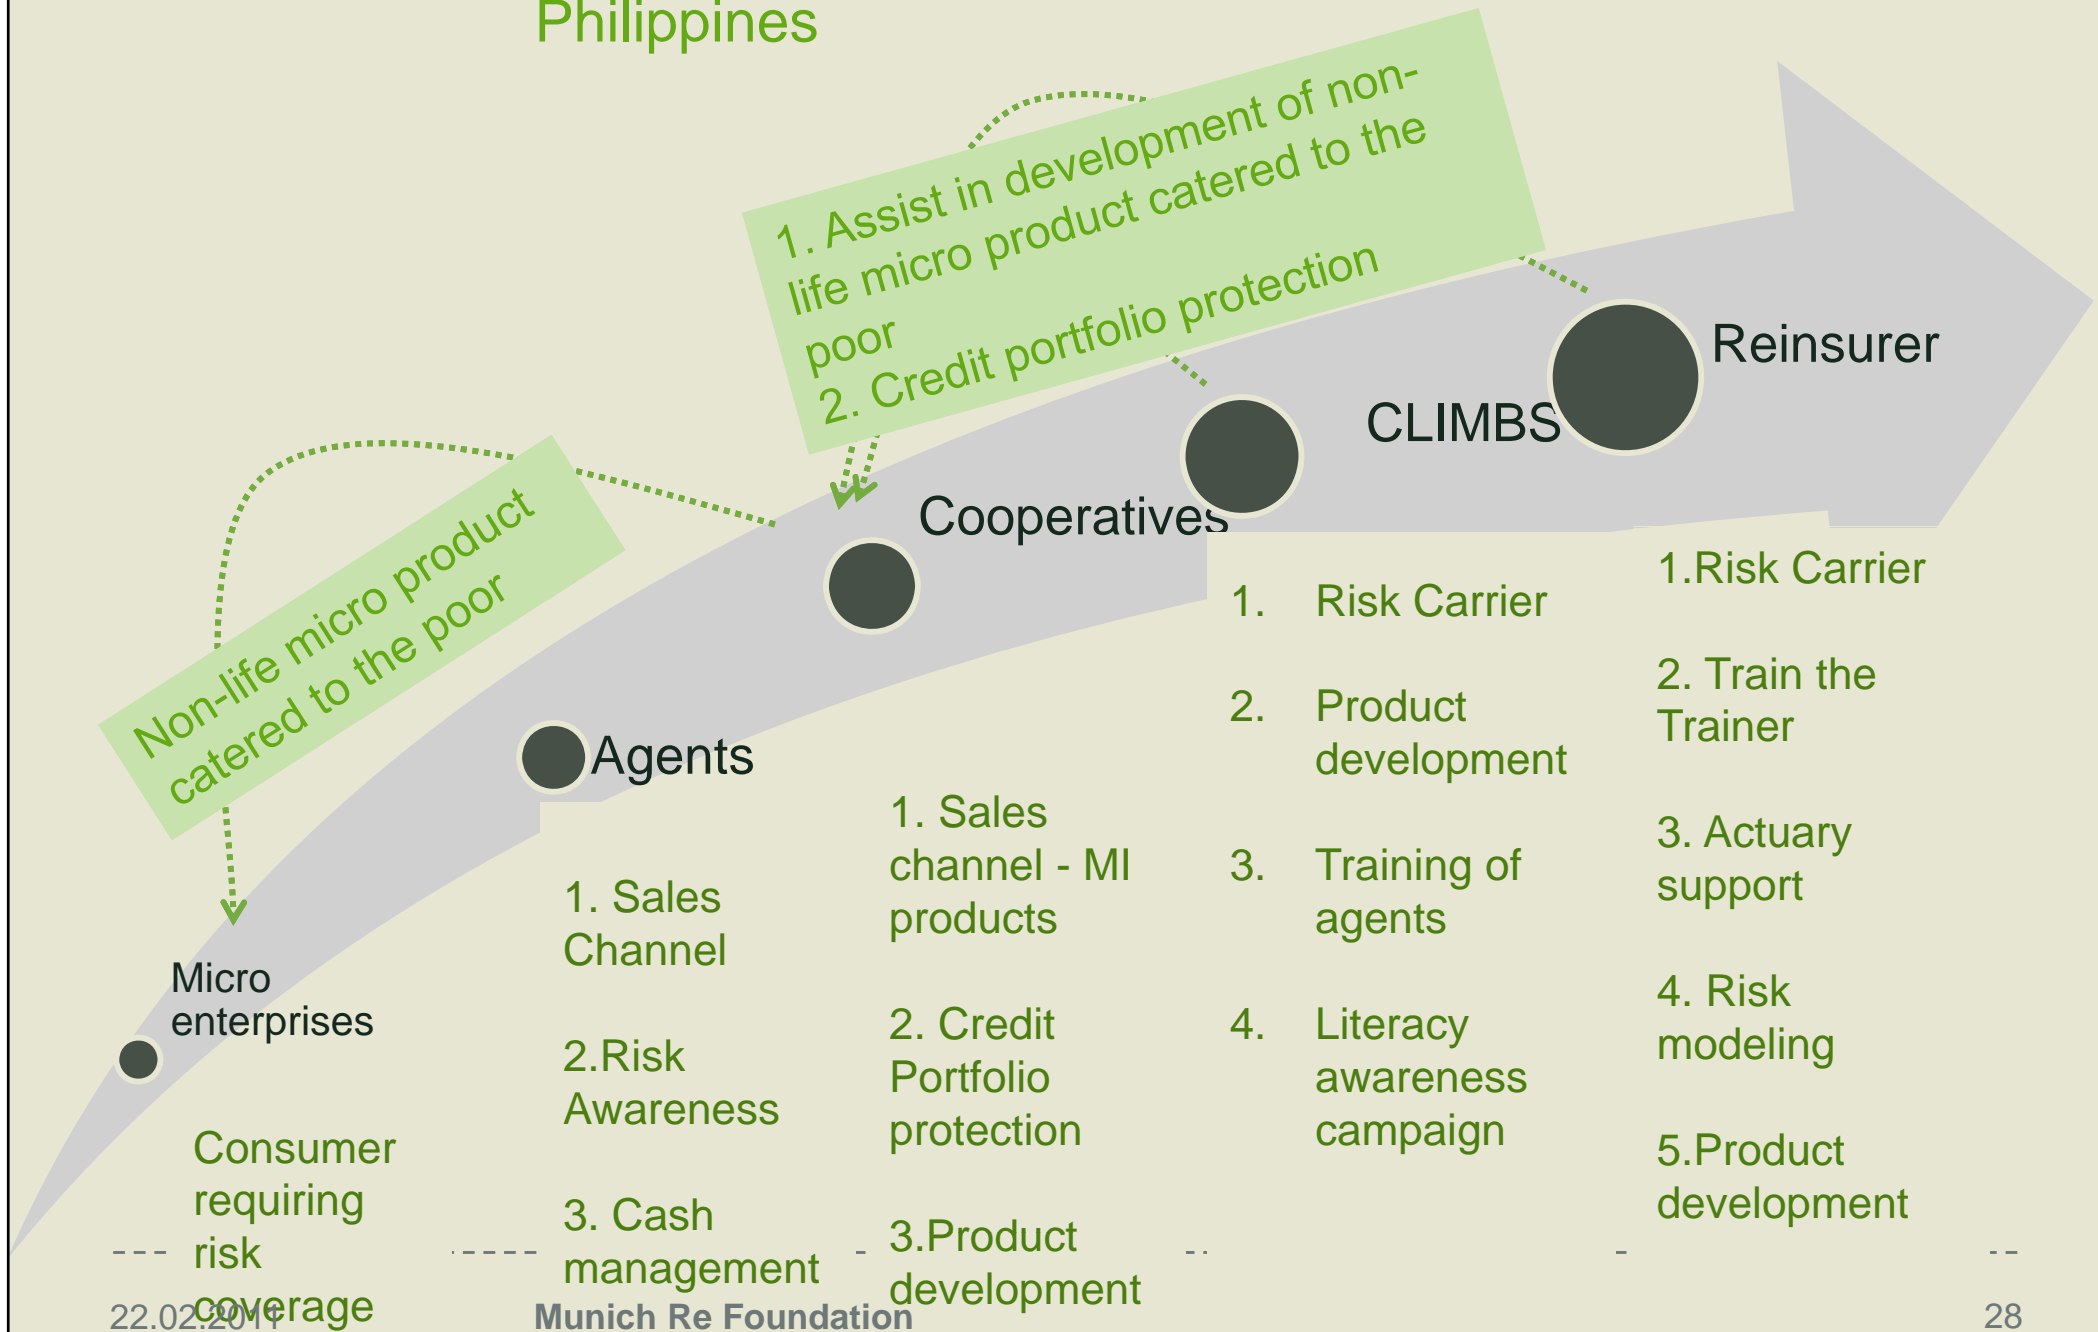 Philippines
1. Assist in development of non-
life micro product catered to the
poor
2. Credit portfolio protection
Non-life micro product
catered to the poor
Reinsurer
CLIMBS
Cooperatives
Agents
Micro
enterprises
Consumer
requiring
risk
coverage
1. Sales
Channel
2.Risk
Awareness
3. Cash
management
1. Sales
channel - MI
products
2. Credit
Portfolio
protection
3.Product
development
1. Risk Carrier
2. Product
development
3. Training of
agents
4. Literacy
awareness
campaign
1.Risk Carrier
2. Train the
Trainer
3. Actuary
support
4. Risk
modeling
5.Product
development
22.02.2011
Munich Re Foundation
28